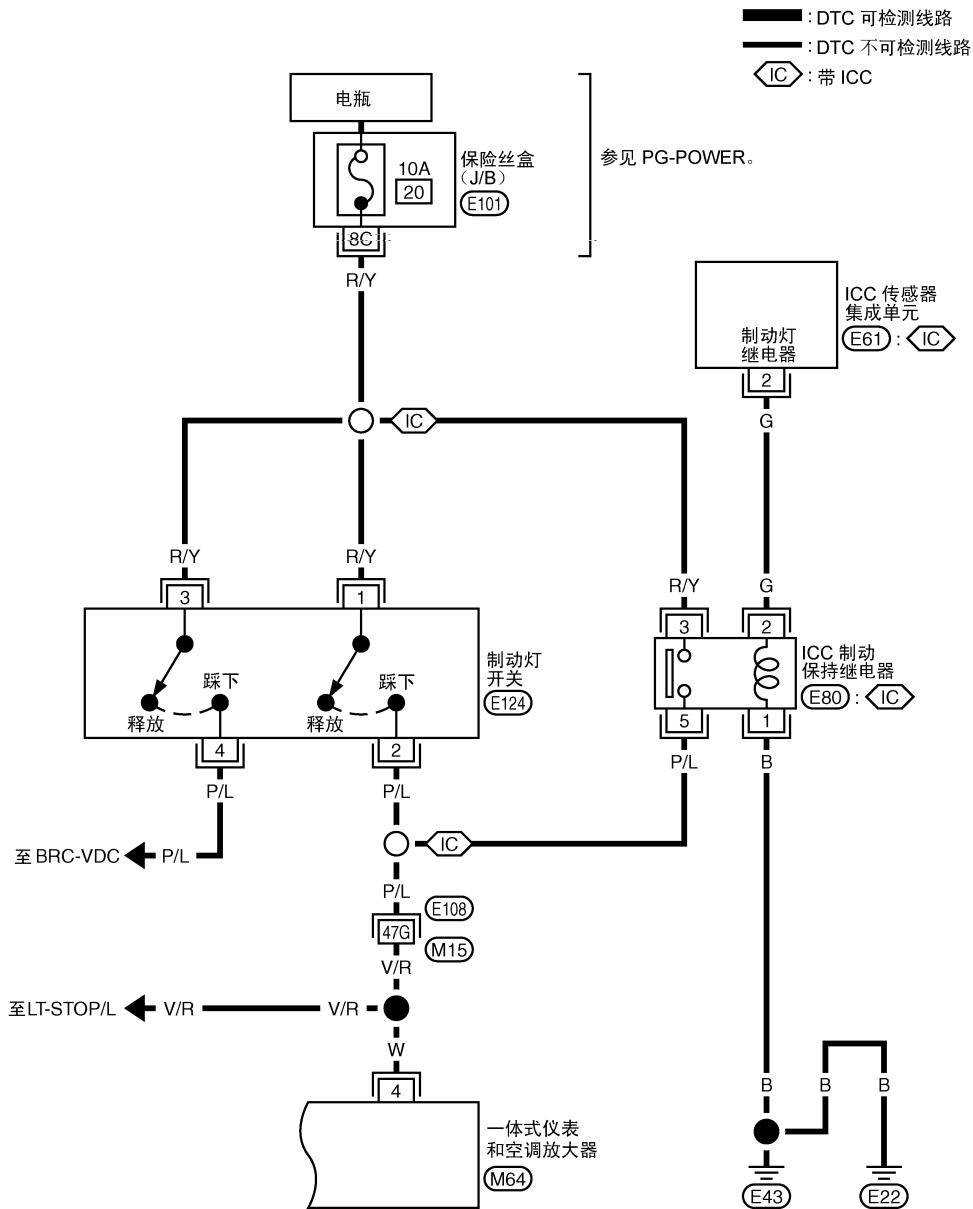 : DTC 可检测线路
: DTC 不可检测线路
IC : 带 ICC
电瓶
10A
20
保险丝盒
（J/B）
E101
8C
参见 PG-POWER。
R/Y
ICC 传感器
集成单元
E61 : IC
制动灯
继电器
2
G
IC
R/Y
R/Y
R/Y
G
3
1
3
2
制动灯
开关
E124
踩下
释放
踩下
释放
ICC 制动
保持继电器
E80 : IC
4
2
5
1
P/L
P/L
P/L
B
IC
至 BRC-VDC
P/L
P/L
E108
47G
M15
V/R
至LT-STOP/L
V/R
V/R
W
4
一体式仪表
和空调放大器
M64
B
B
B
E43
E22